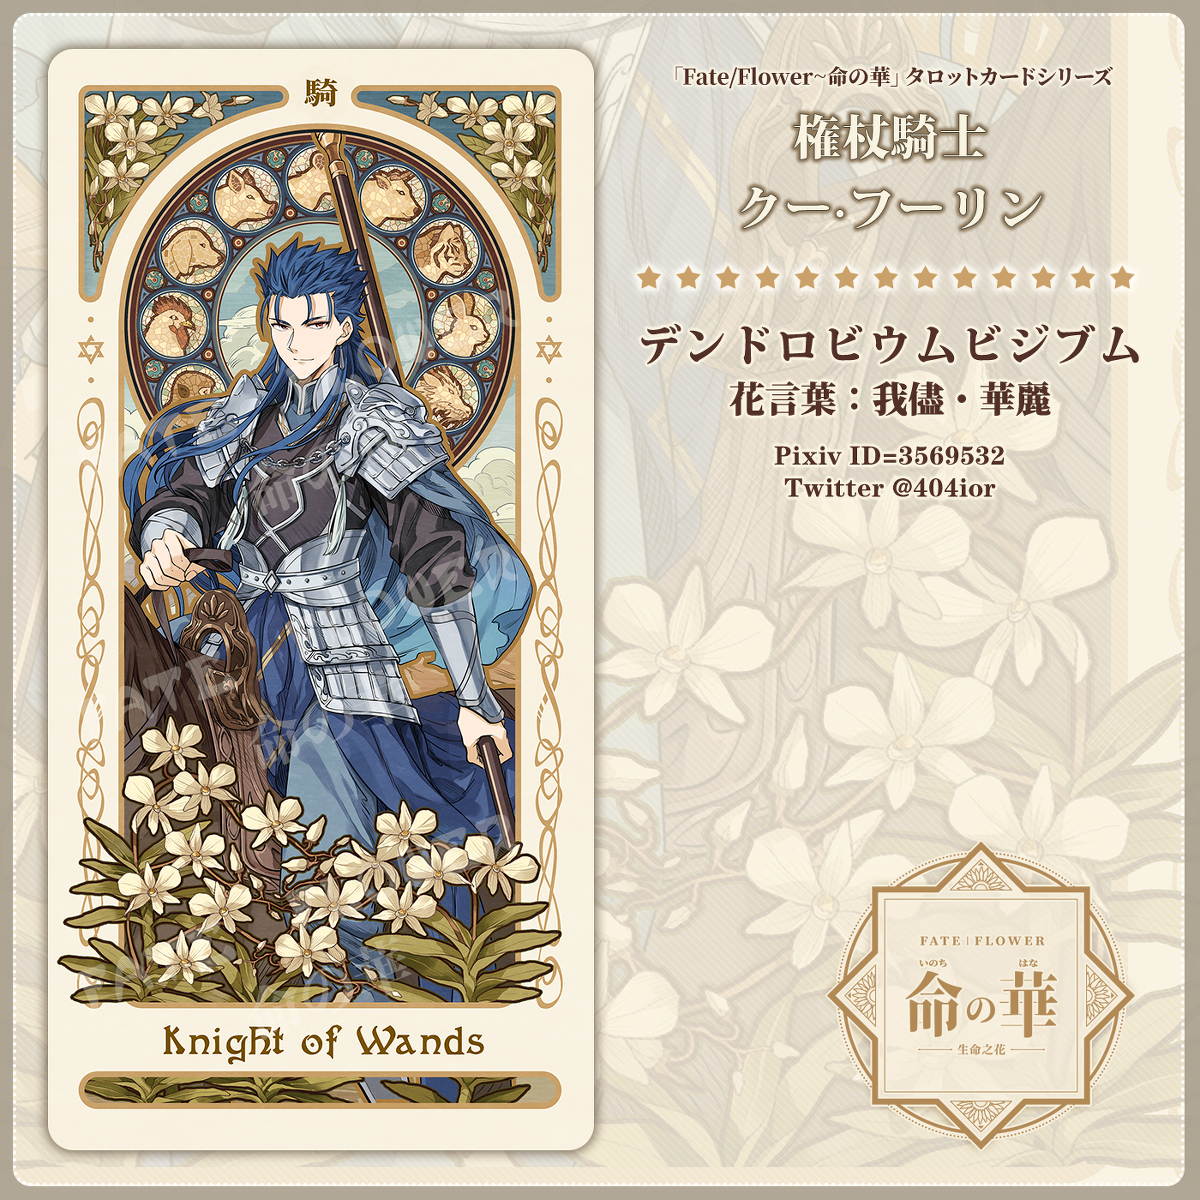 騎
Knight of Wands
「Fate/Flower~命の華」タロットカードシリーズ
権杖騎士
クー·フーリン
デンドロビウムビジブム
花言葉：我儘・華麗
Pixiv ID=3569532
Twitter @404ior
FATE | FLOWER
いのち はな
命の華
生命之花